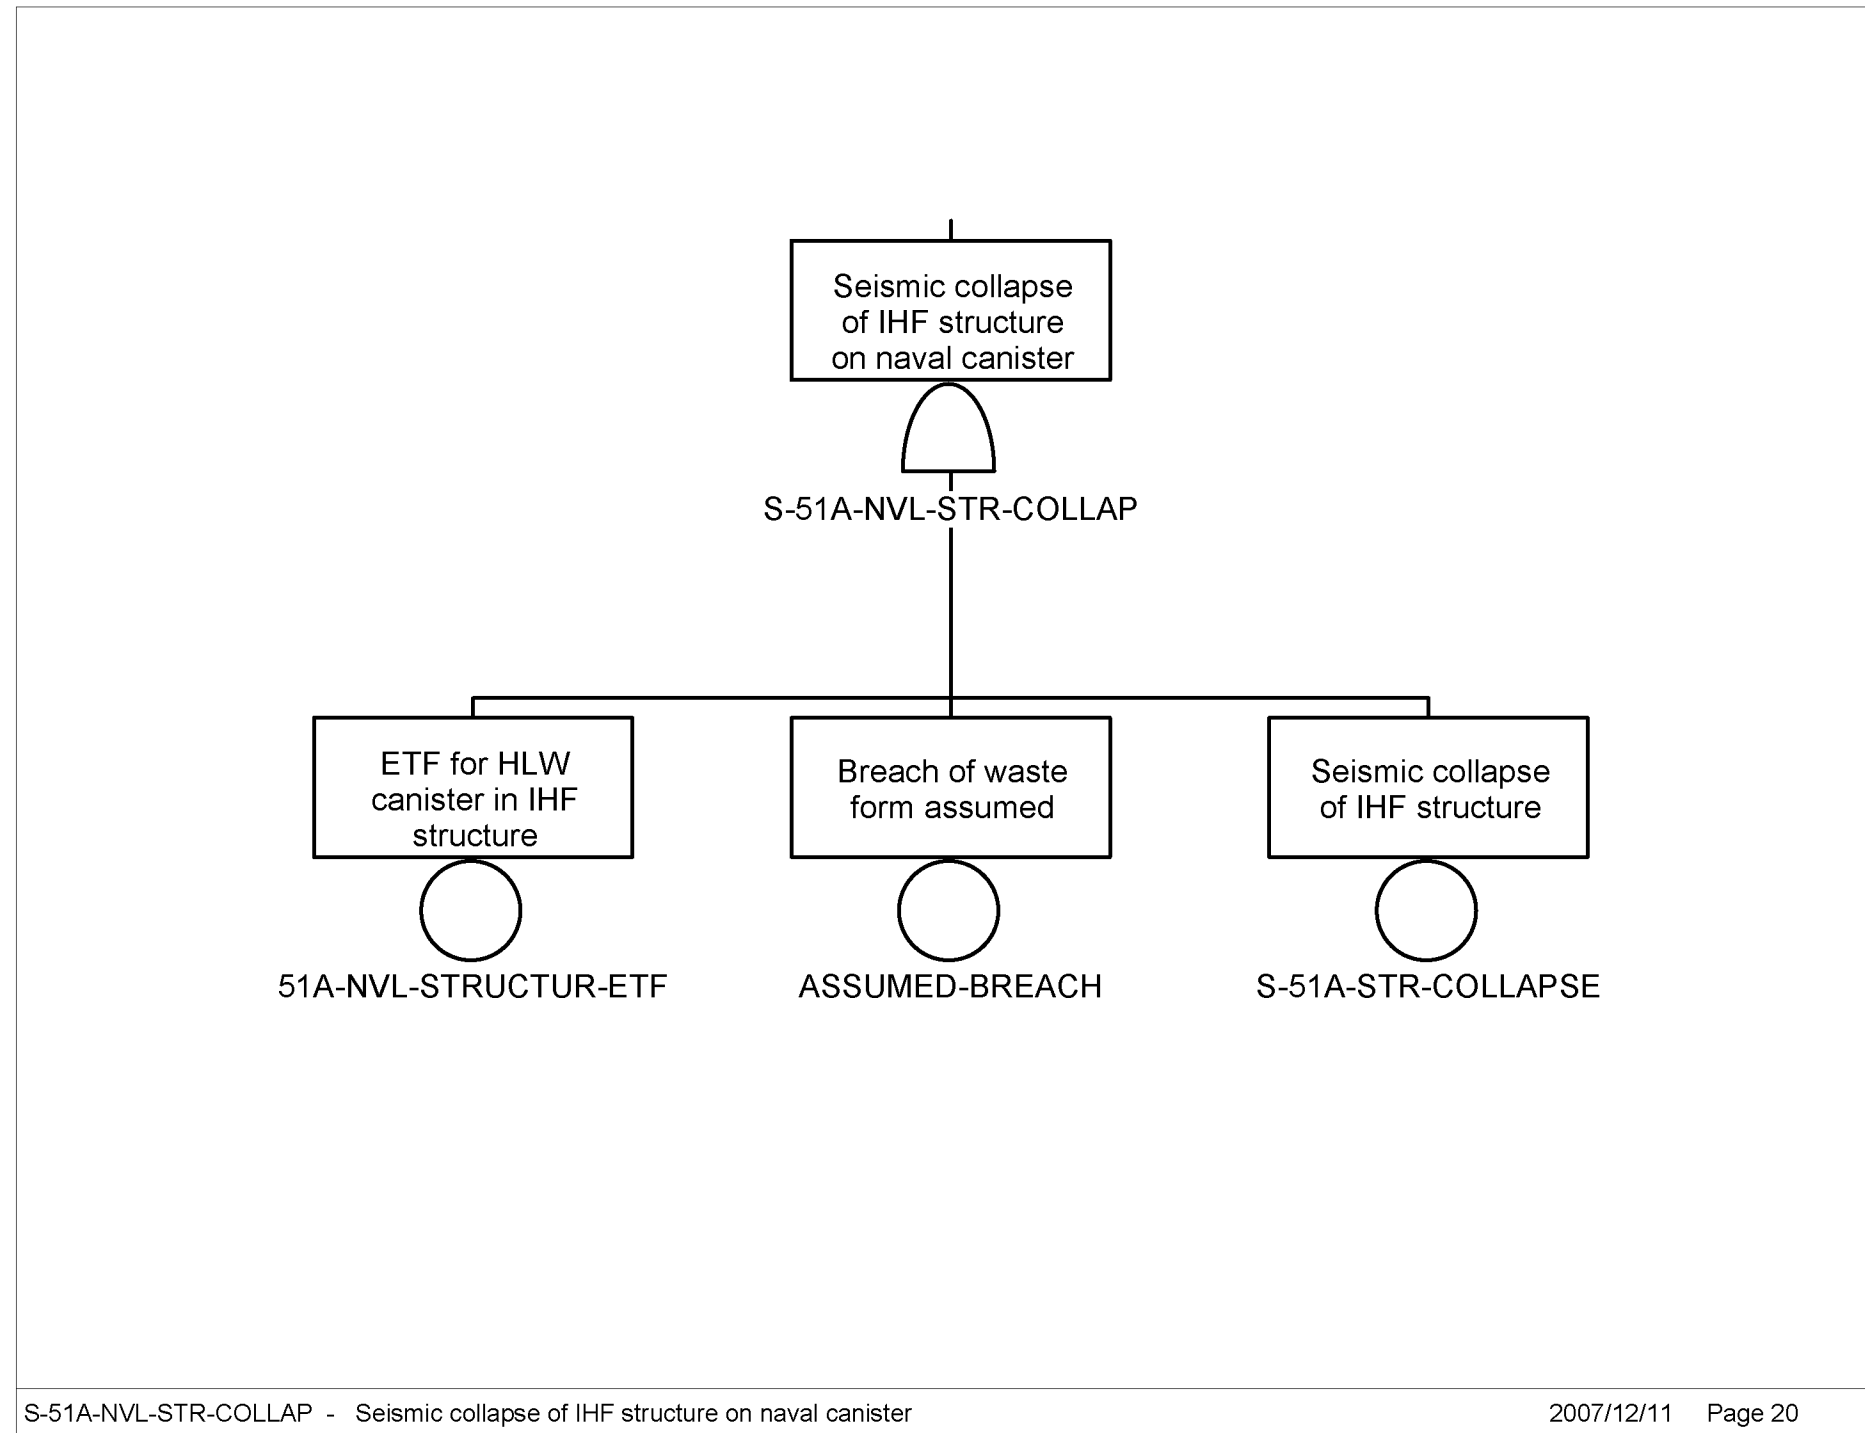 Seismic collapse
of IHF structure
on naval canister
S-51A-NVL-STR-COLLAP
ETF for HLW
canister in IHF
structure
Breach of waste
form assumed
Seismic collapse
of IHF structure
51A-NVL-STRUCTUR-ETF
ASSUMED-BREACH
S-51A-STR-COLLAPSE
S-51A-NVL-STR-COLLAP - Seismic collapse of IHF structure on naval canister
2007/12/11 Page 20